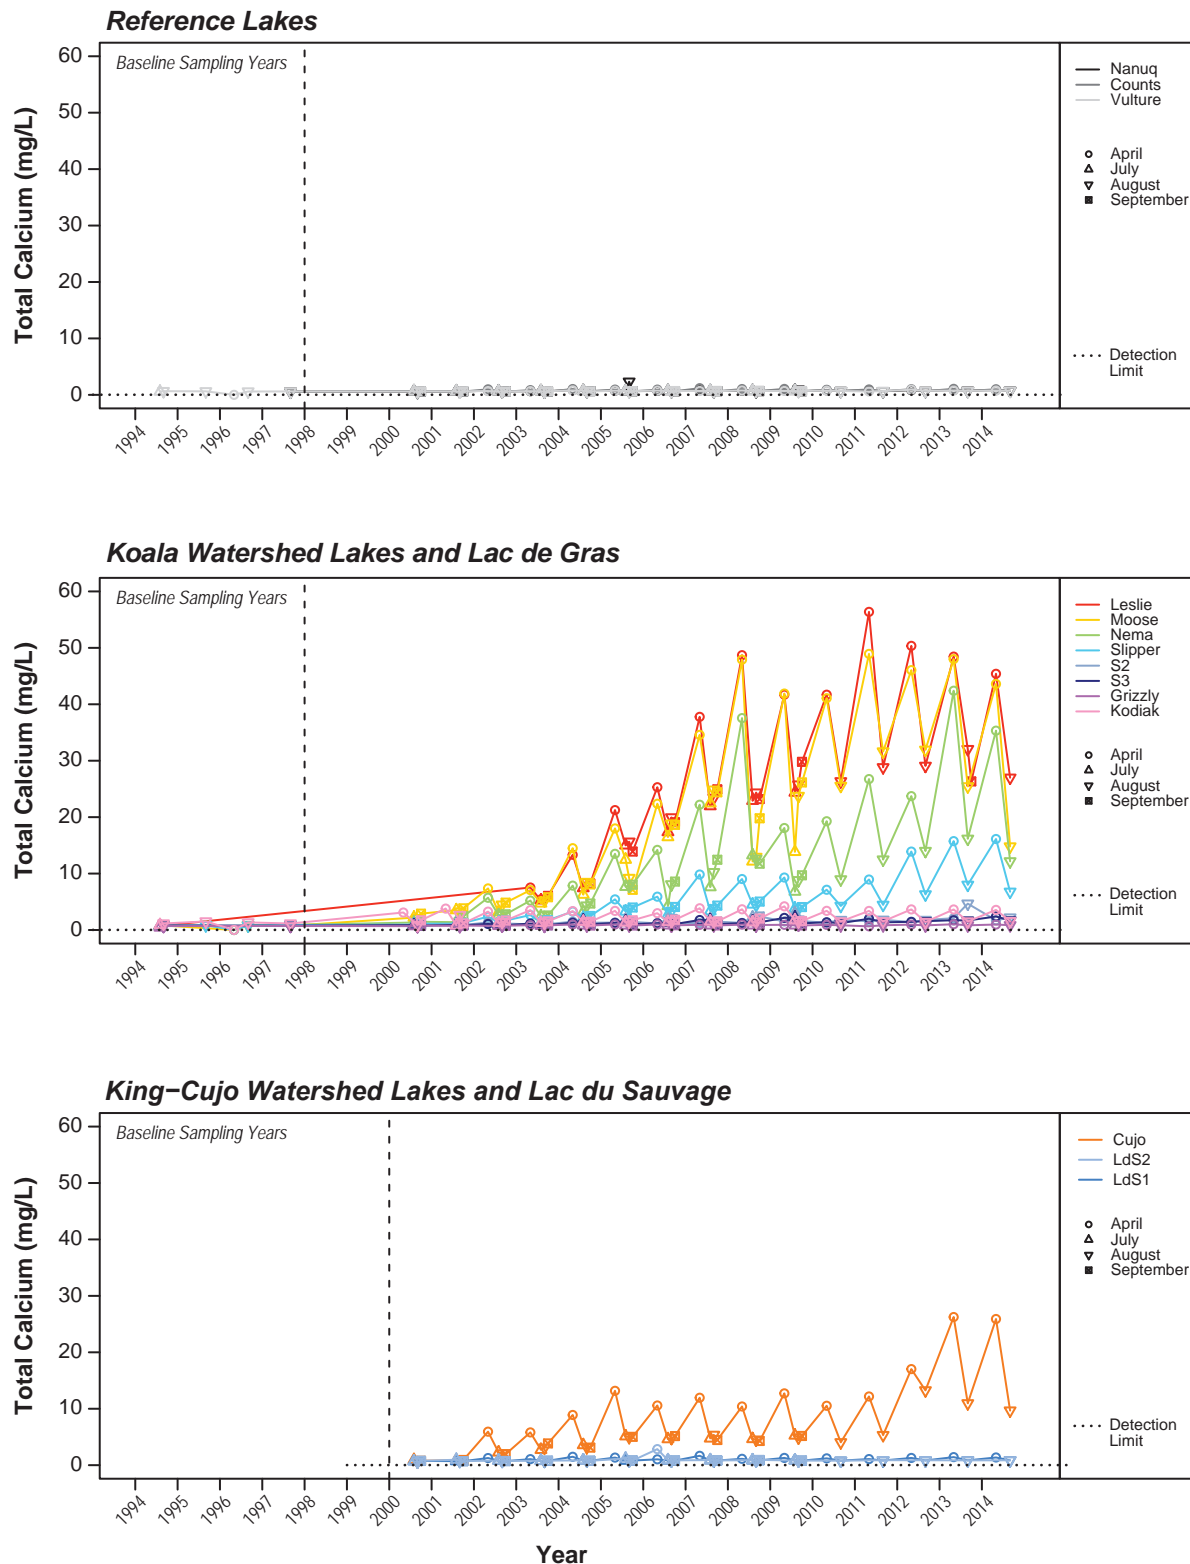 Reference Lakes
Total Calcium (mg/L)
60
50
40
30
20
10
0
Baseline Sampling Years
Nanuq
Counts
Vulture
April
July
August
September
Detection
Limit
1994 1995 1996 1997 1998 1999 2000 2001 2002 2003 2004 2005 2006 2007 2008 2009 2010 2011 2012 2013 2014
Koala Watershed Lakes and Lac de Gras
Total Calcium (mg/L)
60
50
40
30
20
10
0
Baseline Sampling Years
Leslie
Moose
Nema
Slipper
S2
S3
Grizzly
Kodiak
April
July
August
September
Detection
Limit
1994 1995 1996 1997 1998 1999 2000 2001 2002 2003 2004 2005 2006 2007 2008 2009 2010 2011 2012 2013 2014
King−Cujo Watershed Lakes and Lac du Sauvage
Total Calcium (mg/L)
60
50
40
30
20
10
0
Baseline Sampling Years
Cujo
LdS2
LdS1
April
July
August
September
Detection
Limit
1994 1995 1996 1997 1998 1999 2000 2001 2002 2003 2004 2005 2006 2007 2008 2009 2010 2011 2012 2013 2014
Year